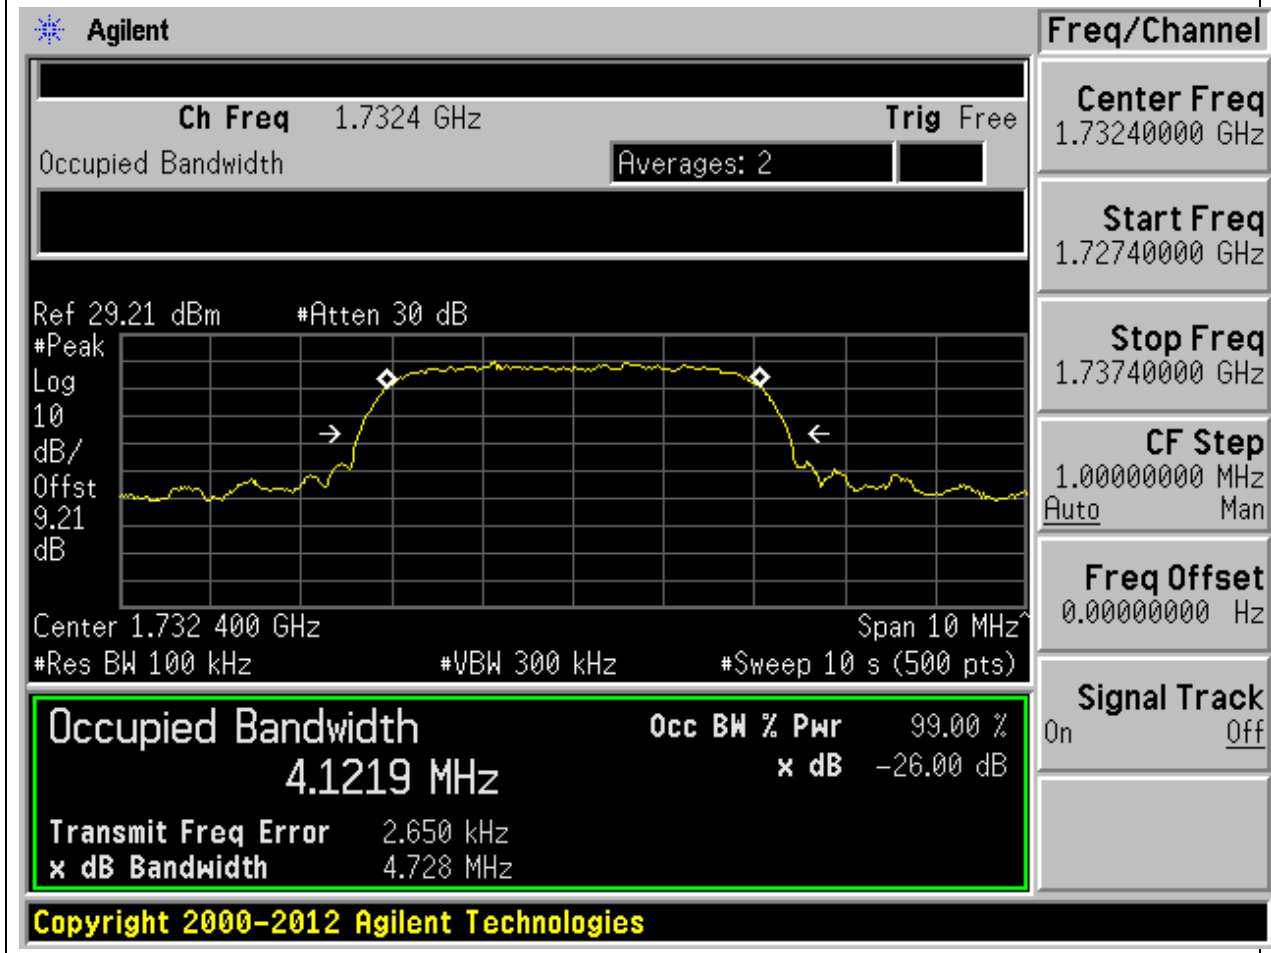 Agilent
Freq/Channel
Ch Freq 1.7324 GHz Trig Free
Occupied Bandwidth Averages: 2
Center Freq
1.73240000 GHz
Start Freq
1.72740000 GHz
Stop Freq
1.73740000 GHz
CF Step
1.00000000 MHz
Auto Man
Freq Offset
0.00000000 Hz
Signal Track
On Off
Ref 29.21 dBm #Atten 30 dB
#Peak
Log
10
dB/
Offst
9.21
dB
Center 1.732 400 GHz Span 10 MHz^
#Res BW 100 kHz #VBW 300 kHz #Sweep 10 s (500 pts)
Occupied Bandwidth Occ BW % Pwr 99.00 %
4.1219 MHz x dB -26.00 dB
Transmit Freq Error 2.650 kHz
x dB Bandwidth 4.728 MHz
Copyright 2000-2012 Agilent Technologies